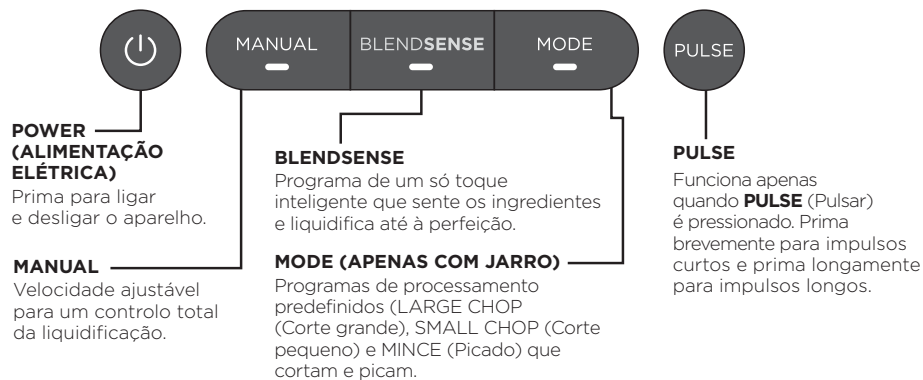 MANUAL
BLENDSENSE
MODE
PULSE
POWER
(ALIMENTAÇÃO
ELÉTRICA)
Prima para ligar
e desligar o aparelho.
MANUAL
Velocidade ajustável
para um controlo total
da liquidificação.
BLENDSENSE
Programa de um só toque
inteligente que sente os ingredientes
e liquidifica até à perfeição.
MODE (APENAS COM JARRO)
Programas de processamento
predefinidos (LARGE CHOP
(Corte grande), SMALL CHOP (Corte
pequeno) e MINCE (Picado) que
cortam e picam.
PULSE
Funciona apenas
quando PULSE (Pulsar)
é pressionado. Prima
brevemente para impulsos
curtos e prima longamente
para impulsos longos.